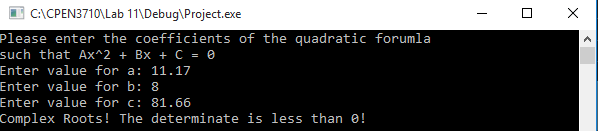 C:\CPEN3710\Lab 11\Debug\Project.exe
Please enter the coefficients of the quadratic forumla
such that Ax^2 + Bx + C = 0
Enter value for a: 11.17
Enter value for b: 8
Enter value for c: 81.66
Complex Roots! The determinate is less than 0!